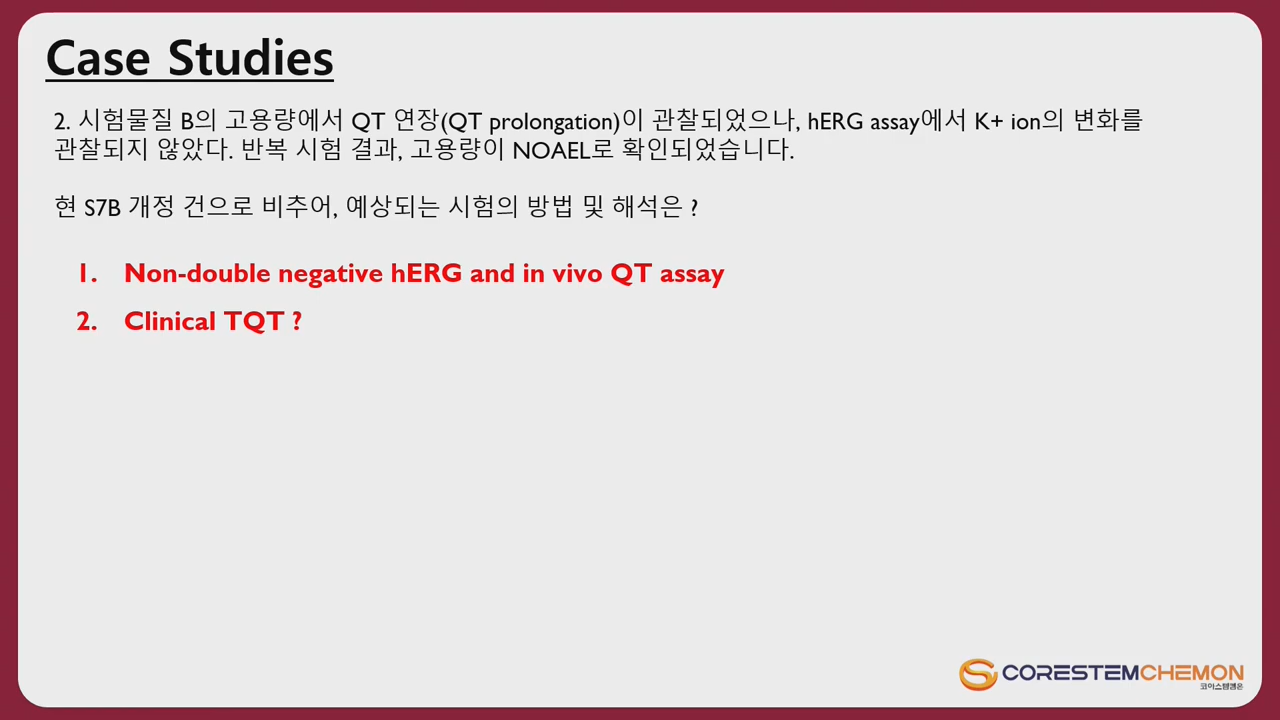 Case Studies
2. 시험물질 B의 고용량에서 QT 연장(QT prolongation)이 관찰되었으나, hERG assay에서 K+ ion의 변화를
관찰되지 않았다. 반복 시험 결과, 고용량이 NOAEL로 확인되었습니다.
현 S7B 개정 건으로 비추어, 예상되는 시험의 방법 및 해석은 ?
1. Non-double negative hERG and in vivo QT assay
2. Clinical TQT ?
CORESTEMCHEMON
코아스템켐온